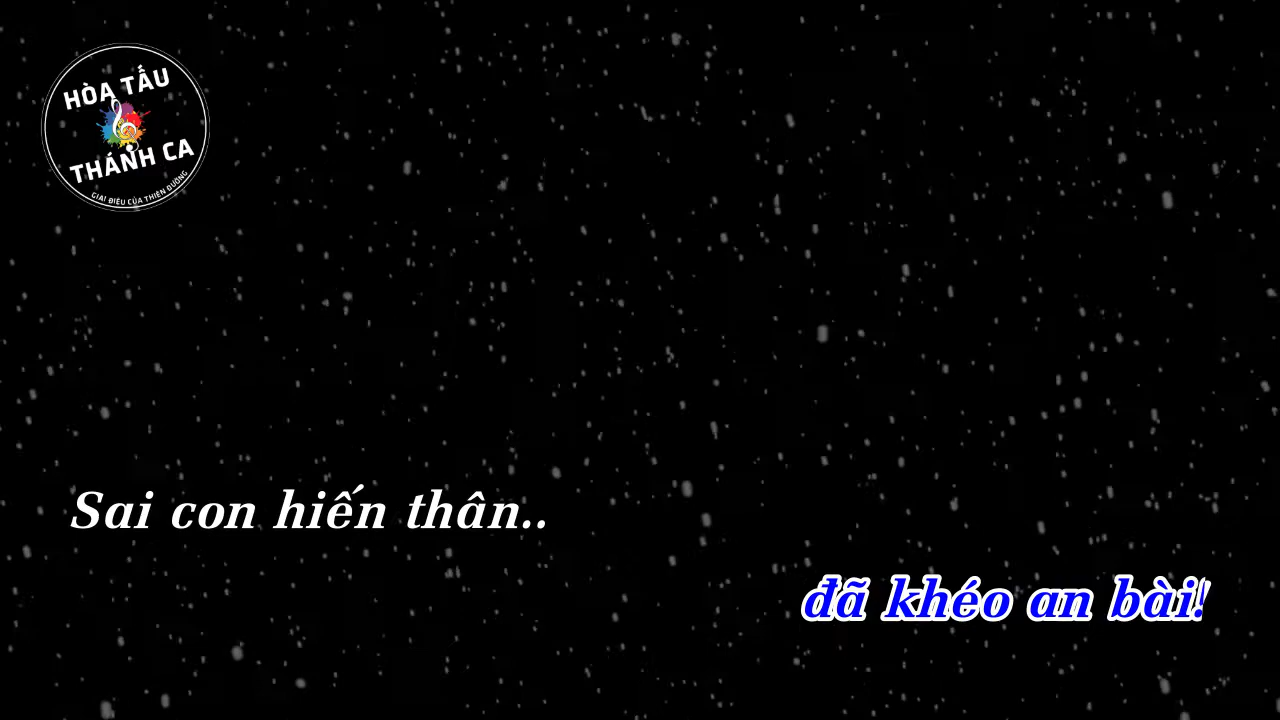 HÒA TẤU
THÁNH CA
GIAI ĐIỆU CỦA THIÊN ĐƯỜNG
Sai con hiến thân..
đã khéo an bài!